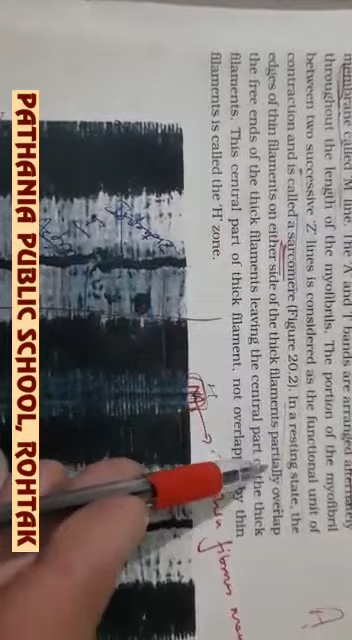 membrane called 'M' line. The 'A' and 'I' bands are arranged alternately
throughout the length of the myofibrils. The portion of the myofibril
between two successive 'Z' lines is considered as the functional unit of
contraction and is called a sarcomere (Figure 20.2). In a resting state, the
edges of thin filaments on either side of the thick filaments partially overlap
the free ends of the thick filaments leaving the central part of the thick
filaments. This central part of thick filament, not overlapped by thin
filaments is called the 'H' zone.
PATHANIA PUBLIC SCHOOL, ROHTAK